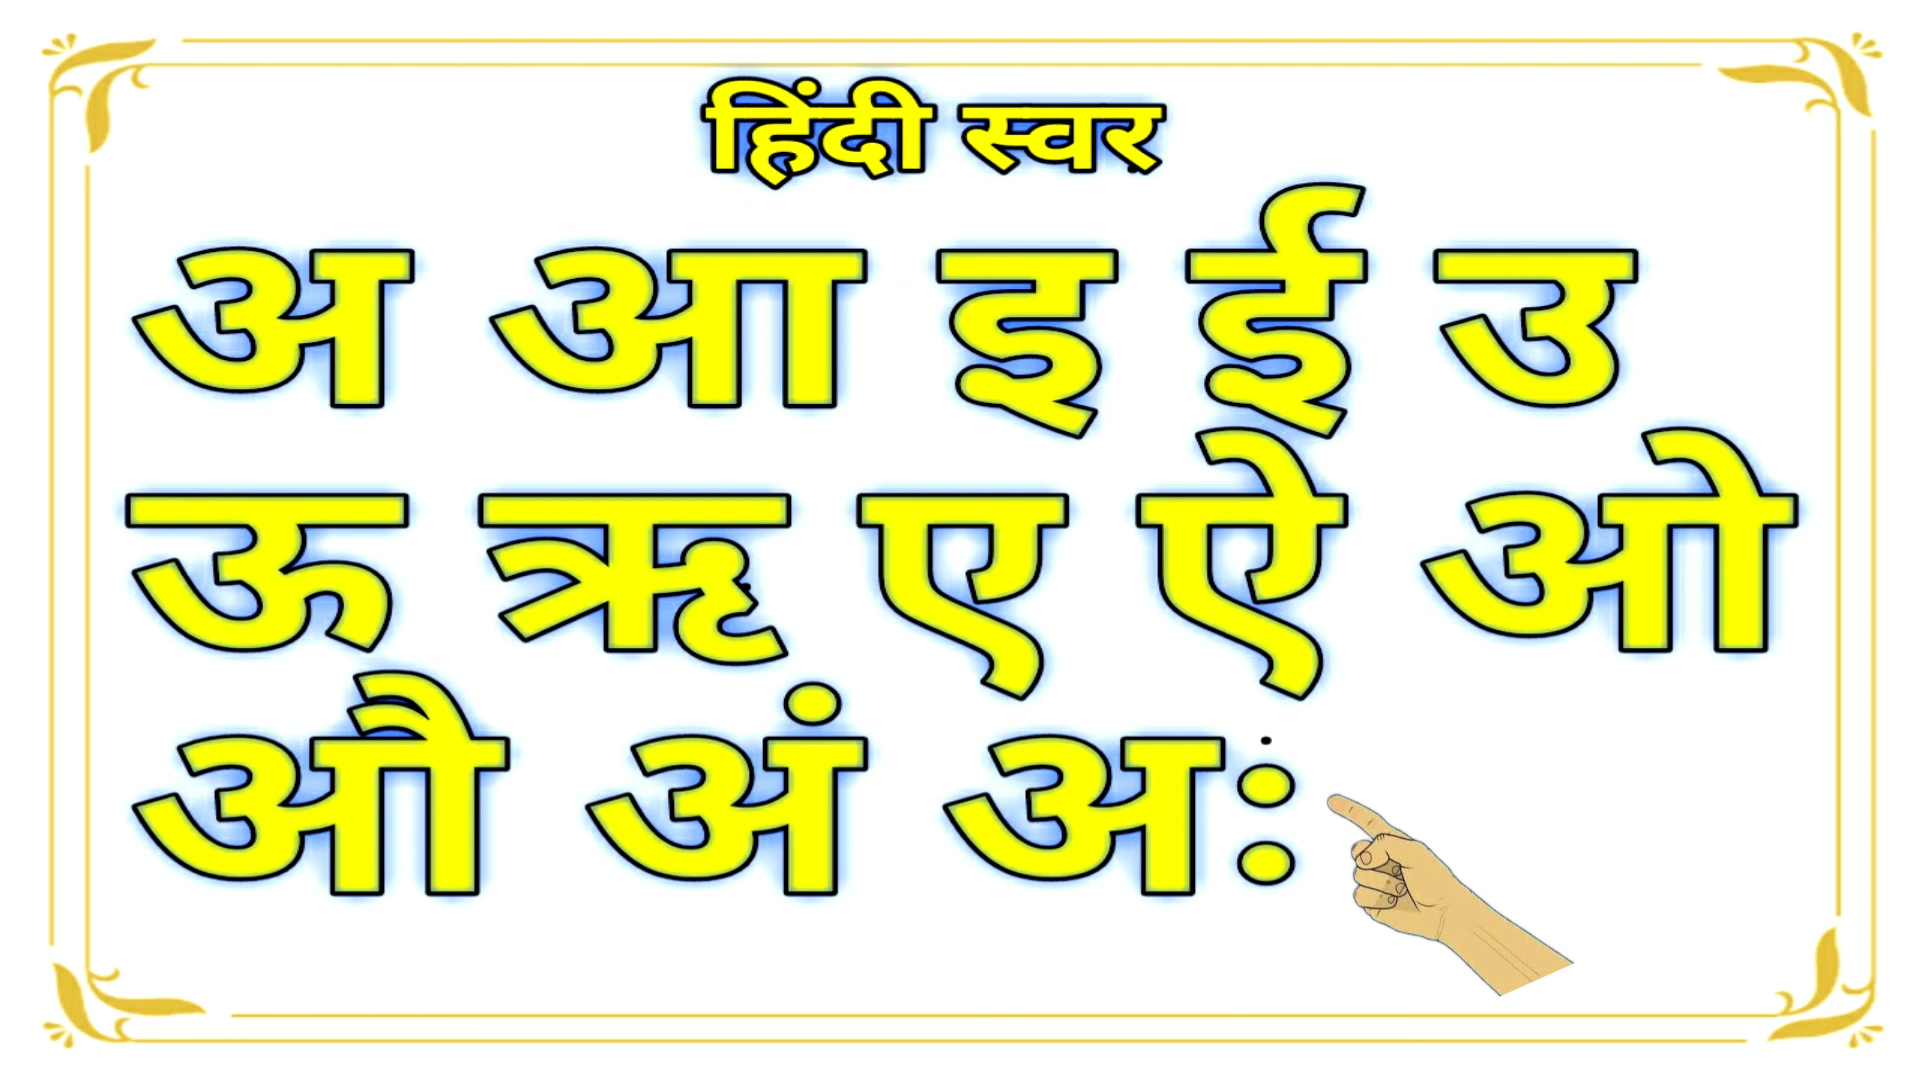 हिंदी स्वर
अ आ इ ई उ
ऊ ऋ ए ऐ ओ
औ अं अः